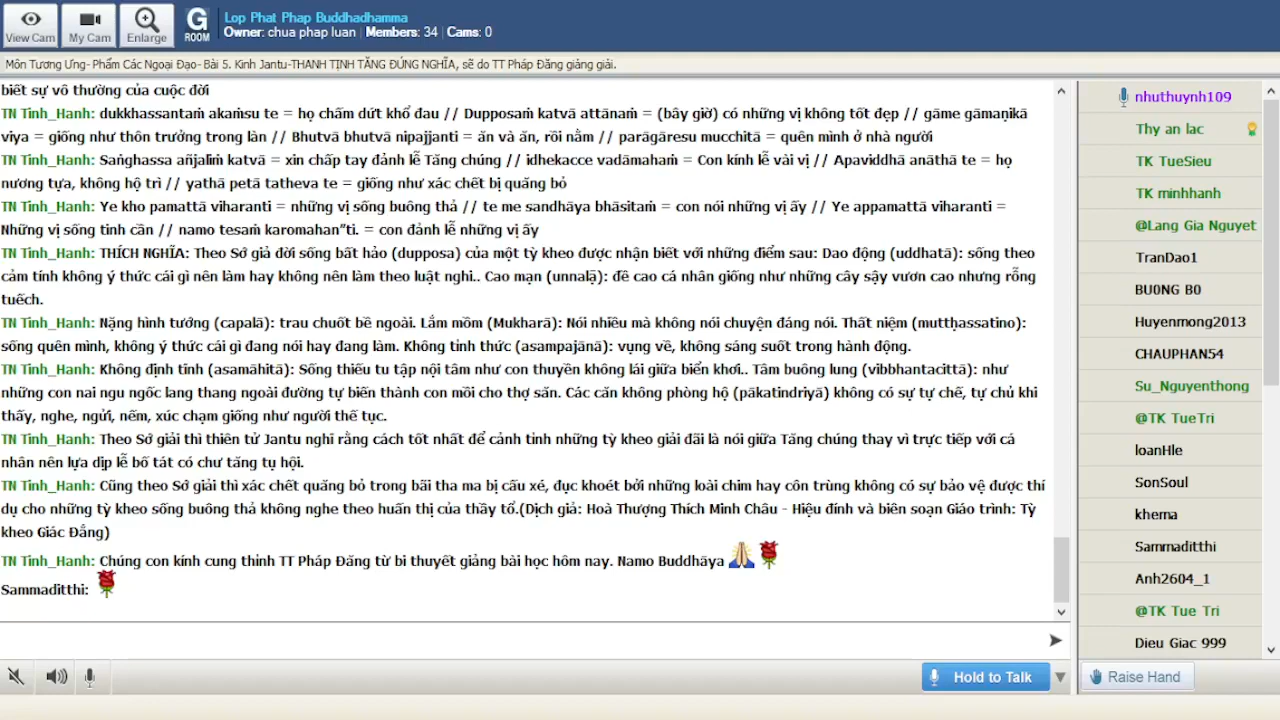 View Cam
My Cam
Enlarge
G
ROOM
Lop Phat Phap Buddhadhamma
Owner: chua phap luan | Members: 34 | Cams: 0
Môn Tương Ưng- Phẩm Các Ngoại Đạo- Bài 5. Kinh Jantu-THANH TỊNH TĂNG ĐÚNG NGHĨA, sẽ do TT Pháp Đăng giảng giải.
biết sự vô thường của cuộc đời
TN Tinh_Hanh: dukkhassantaṁ akaṁsu te = họ chấm dứt khổ đau // Dupposaṁ katvā attānaṁ = (bây giờ) có những vị không tốt đẹp // gāme gāmaṇikā
viya = giống như thôn trưởng trong làn // Bhutvā bhutvā nipajjanti = ăn và ăn, rồi nằm // parāgāresu mucchitā = quên mình ở nhà người
TN Tinh_Hanh: Saṅghassa añjaliṁ katvā = xin chấp tay đảnh lễ Tăng chúng // idhekacce vadāmahaṁ = Con kính lễ vài vị // Apaviddhā anāthā te = họ
nương tựa, không hộ trì // yathā petā tatheva te = giống như xác chết bị quăng bỏ
TN Tinh_Hanh: Ye kho pamattā viharanti = những vị sống buông thả // te me sandhāya bhāsitaṁ = con nói những vị ấy // Ye appamattā viharanti =
Những vị sống tinh cần // namo tesaṁ karomahan”ti. = con đảnh lễ những vị ấy
TN Tinh_Hanh: THÍCH NGHĨA: Theo Sớ giả đời sống bất hảo (dupposa) của một tỳ kheo được nhận biết với những điểm sau: Dao động (uddhatā): sống theo
cảm tính không ý thức cái gì nên làm hay không nên làm theo luật nghi.. Cao mạn (unnaḷā): đề cao cá nhân giống như những cây sậy vươn cao nhưng rỗng
tuếch.
TN Tinh_Hanh: Nặng hình tướng (capalā): trau chuốt bề ngoài. Lắm mồm (Mukharā): Nói nhiều mà không nói chuyện đáng nói. Thất niệm (muttḥassatino):
sống quên mình, không ý thức cái gì đang nói hay đang làm. Không tỉnh thức (asampajānā): vụng về, không sáng suốt trong hành động.
TN Tinh_Hanh: Không định tĩnh (asamāhitā): Sống thiếu tu tập nội tâm như con thuyền không lái giữa biển khơi.. Tâm buông lung (vibbhantacittā): như
những con nai ngu ngốc lang thang ngoài đường tự biến thành con mồi cho thợ săn. Các căn không phòng hộ (pākatindriyā) không có sự tự chế, tự chủ khi
thấy, nghe, ngửi, nếm, xúc chạm giống như người thế tục.
TN Tinh_Hanh: Theo Sớ giải thì thiên tử Jantu nghĩ rằng cách tốt nhất để cảnh tỉnh những tỳ kheo giải đãi là nói giữa Tăng chúng thay vì trực tiếp với cá
nhân nên lựa dịp lễ bố tát có chư tăng tụ hội.
TN Tinh_Hanh: Cũng theo Sớ giải thì xác chết quăng bỏ trong bãi tha ma bị cấu xé, đục khoét bởi những loài chim hay côn trùng không có sự bảo vệ được thí
dụ cho những tỳ kheo sống buông thả không nghe theo huấn thị của thầy tổ.(Dịch giả: Hoà Thượng Thích Minh Châu - Hiệu đính và biên soạn Giáo trình: Tỳ
kheo Giác Đẳng)
TN Tinh_Hanh: Chúng con kính cung thỉnh TT Pháp Đăng từ bi thuyết giảng bài học hôm nay. Namo Buddhāya
Sammaditthi:
Hold to Talk
nhuthuynh109
Thy an lac
TK TueSieu
TK minhhanh
@Lang Gia Nguyet
TranDao1
BU0NG B0
Huyenmong2013
CHAUPHAN54
Su_Nguyenthong
@TK TueTri
loanHle
SonSoul
khema
Sammaditthi
Anh2604_1
@TK Tue Tri
Dieu Giac 999
Raise Hand